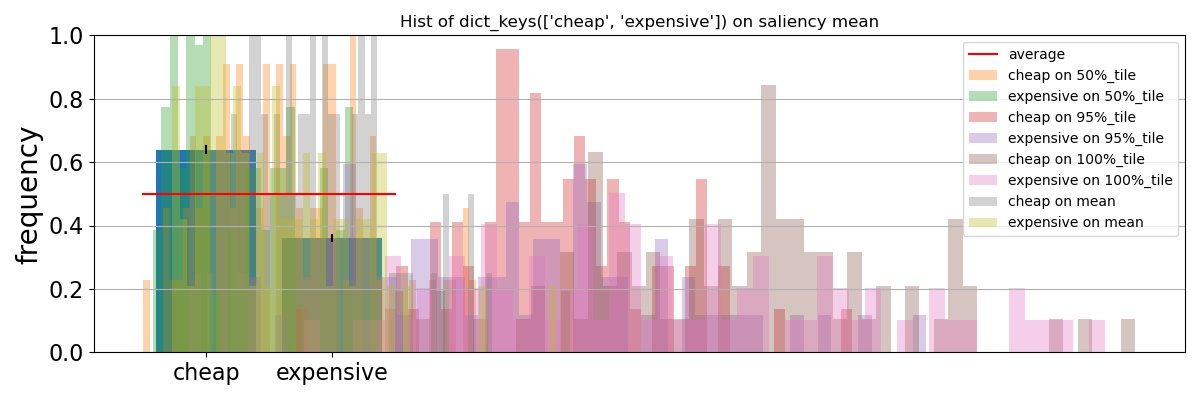 Hist of dict_keys(['cheap', 'expensive']) on saliency mean
frequency
1.0
0.8
0.6
0.4
0.2
0.0
cheap
expensive
average
cheap on 50%_tile
expensive on 50%_tile
cheap on 95%_tile
expensive on 95%_tile
cheap on 100%_tile
expensive on 100%_tile
cheap on mean
expensive on mean